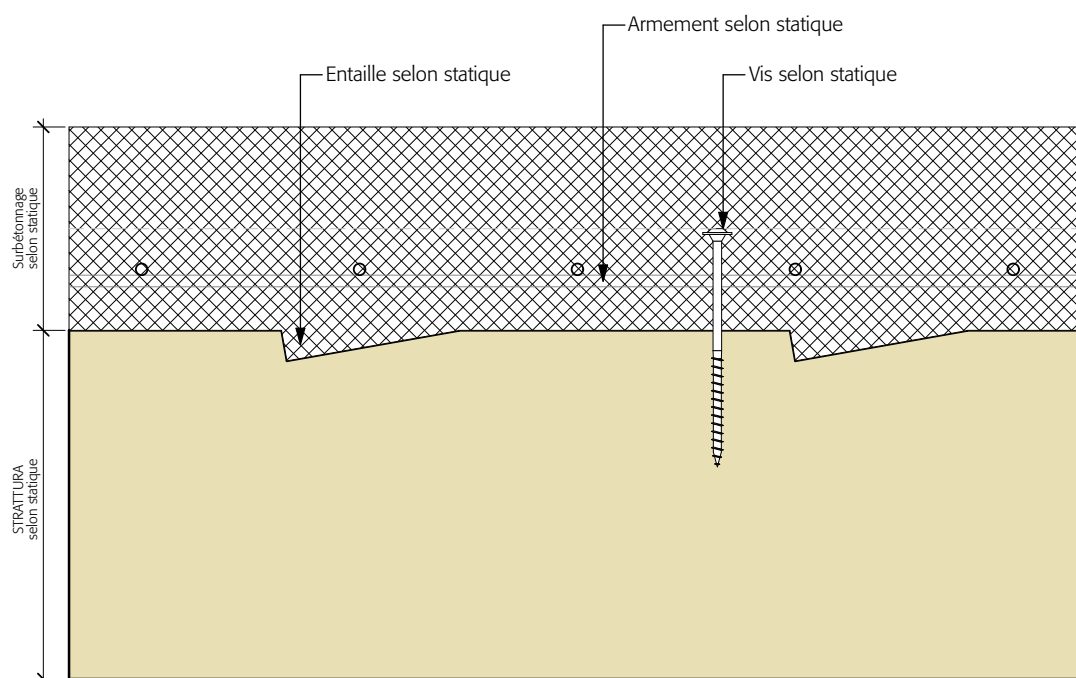 Armement selon statique
Entaille selon statique
Vis selon statique
Surbétonnage
selon statique
STRATTURA
selon statique